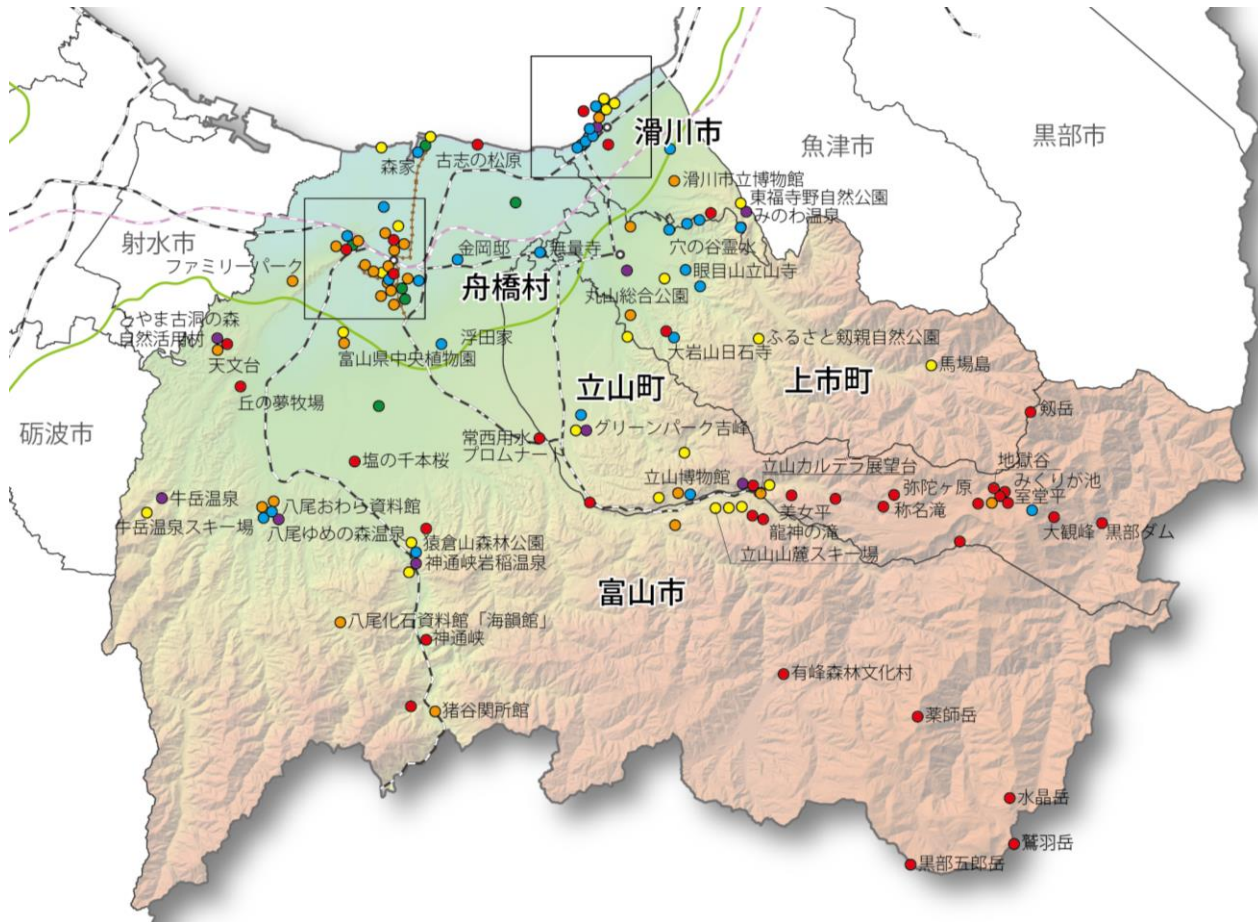 滑川市
黒部市
魚津市
森家
古志の松原
滑川市立博物館
東福寺野自然公園
みのわ温泉
射水市
ファミリーパーク
金岡邸
無量寺
穴の谷霊水
眼目山立山寺
舟橋村
丸山総合公園
とやま古洞の森
自然活用村
天文台
富山県中央植物園
浮田家
大岩山日石寺
ふるさと剱親自然公園
馬場島
立山町
上市町
丘の夢牧場
剱岳
砺波市
グリーンパーク吉峰
常西用水
プロムナード
塩の千本桜
立山博物館
立山カルデラ展望台
地獄谷
みくりが池
室堂平
弥陀ヶ原
称名滝
美女平
龍神の滝
大観峰
黒部ダム
立山山麓スキー場
牛岳温泉
牛岳温泉スキー場
八尾おわら資料館
八尾ゆめの森温泉
猿倉山森林公園
神通峡岩稲温泉
富山市
八尾化石資料館「海韻館」
神通峡
有峰森林文化村
猪谷関所館
薬師岳
水晶岳
鷲羽岳
黒部五郎岳